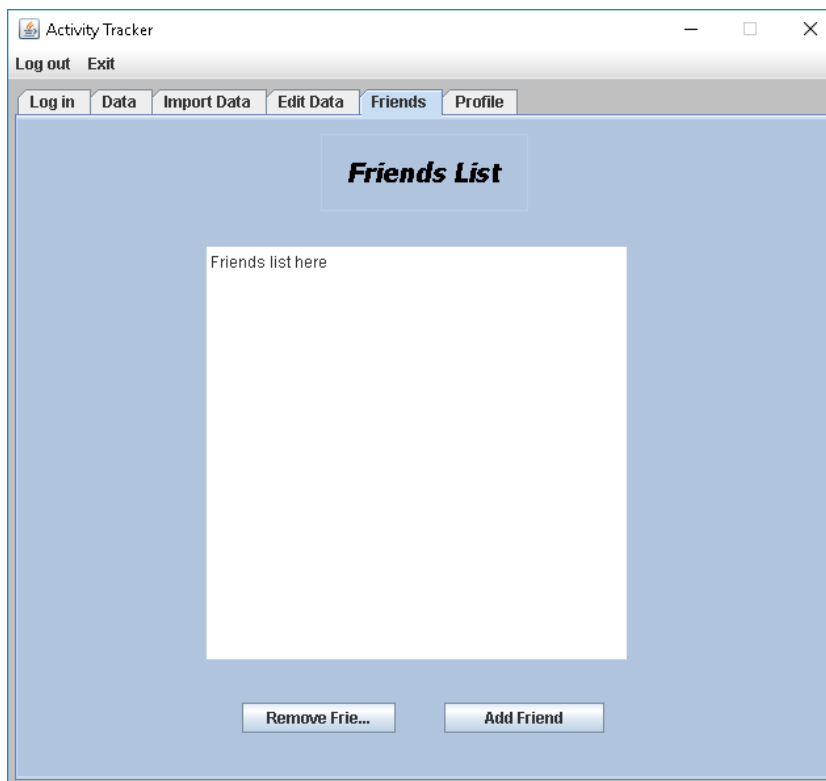 Activity Tracker
Log out Exit
Log in Data Import Data Edit Data Friends Profile
Friends List
Friends list here
Remove Frie... Add Friend